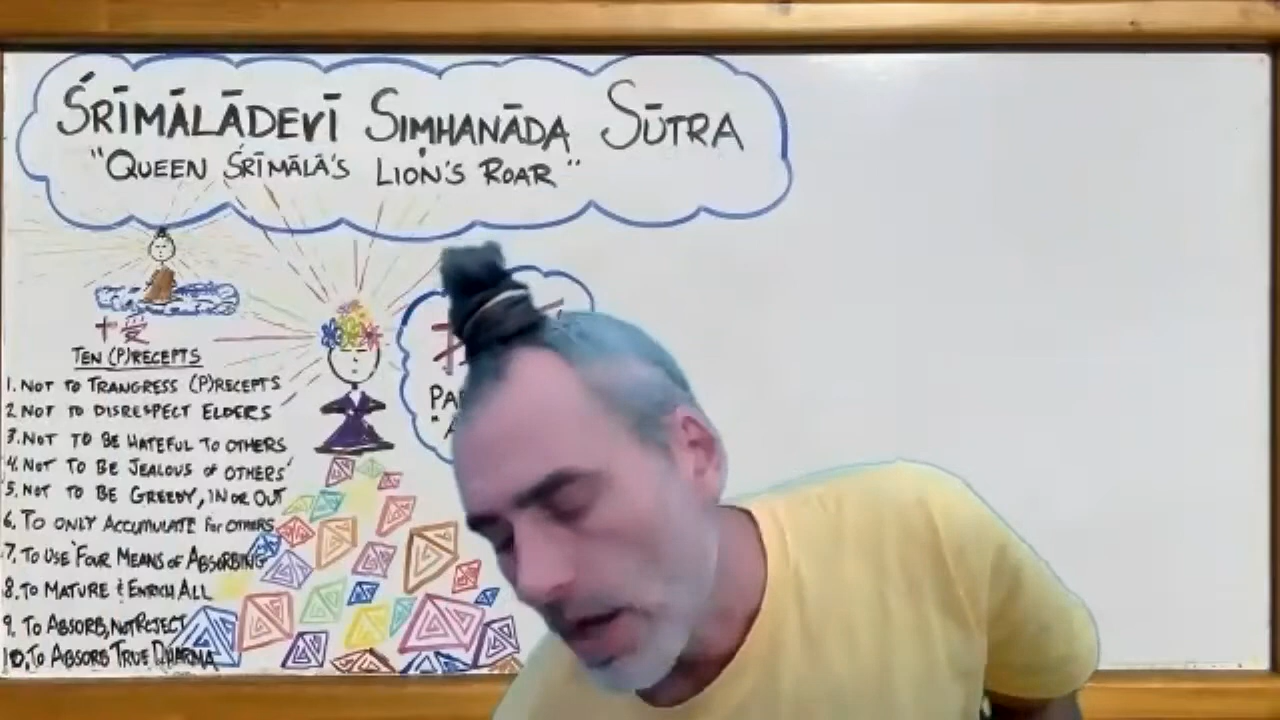 ŚRĪMĀLĀDEVĪ SIṂHANĀDA SŪTRA
"QUEEN ŚRĪMĀLĀ'S LION'S ROAR"
十受
TEN (P)RECEPTS
1. NOT TO TRANGRESS (P)RECEPTS
2. NOT TO DISRESPECT ELDERS
3. NOT TO BE HATEFUL TO OTHERS
4. NOT TO BE JEALOUS of OTHERS'
5. NOT TO BE GREEDY, IN OR OUT
6. TO ONLY ACCUMULATE for OTHERS
7. TO USE 'FOUR MEANS of ABSORBING'
8. TO MATURE & ENRICH ALL
9. TO ABSORB, NOT REJECT
10. TO ABSORB TRUE DHARMA